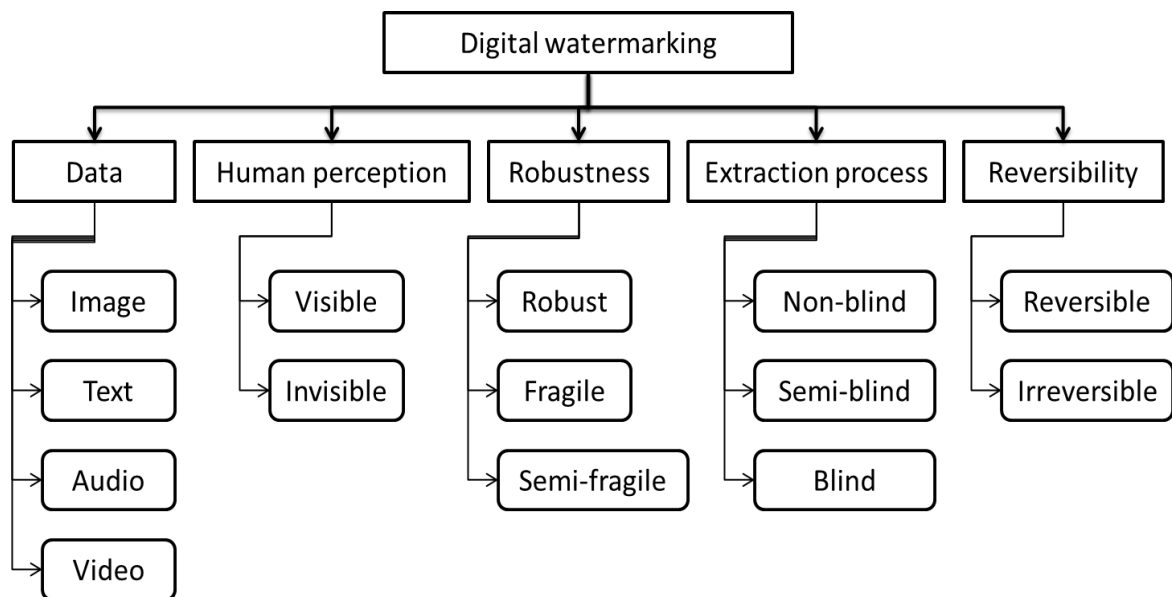 Digital watermarking
Data
Human perception
Robustness
Extraction process
Reversibility
Image
Visible
Robust
Non-blind
Reversible
Text
Invisible
Fragile
Semi-blind
Irreversible
Audio
Semi-fragile
Blind
Video